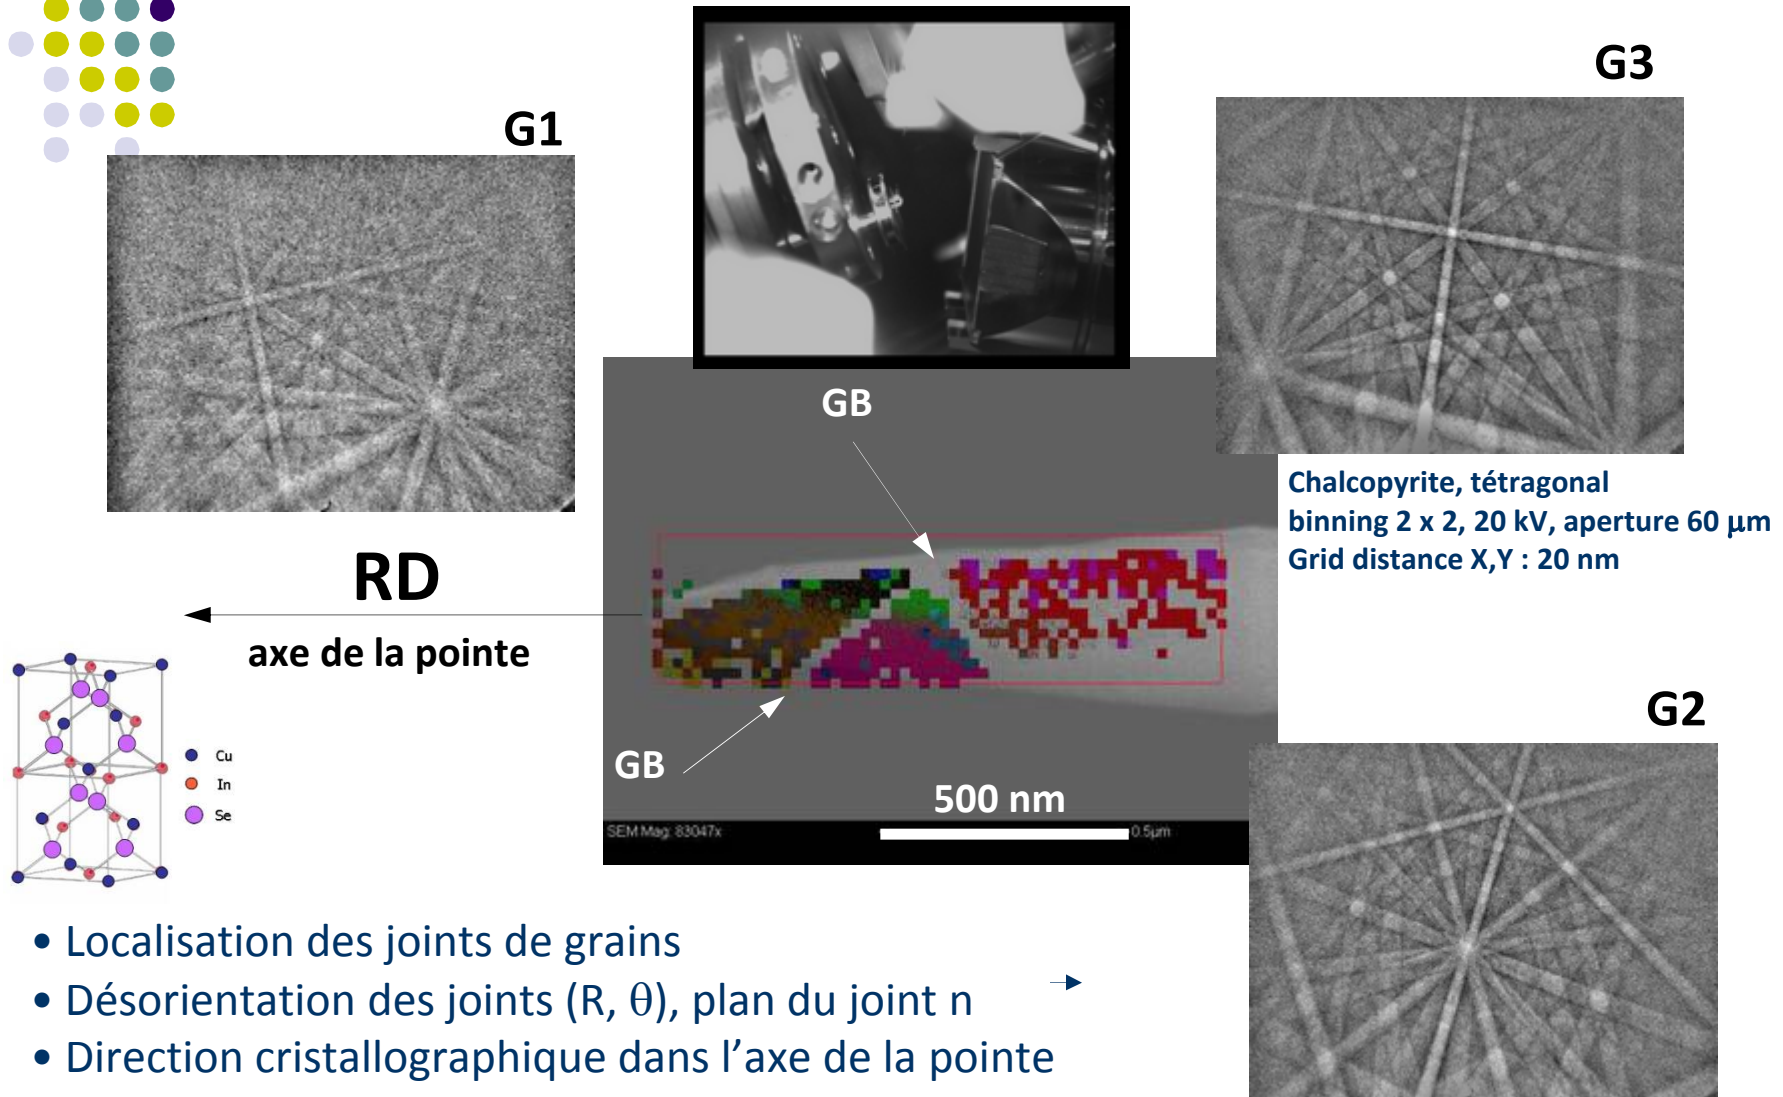 G3
G1
GB
Chalcopyrite, tétragonal
binning 2 x 2, 20 kV, aperture 60 μm
Grid distance X,Y : 20 nm
RD
axe de la pointe
G2
Cu
In
Se
GB
500 nm
SEM Mag: 83047x
0.5μm
• Localisation des joints de grains
• Désorientation des joints (R, θ), plan du joint n
• Direction cristallographique dans l’axe de la pointe